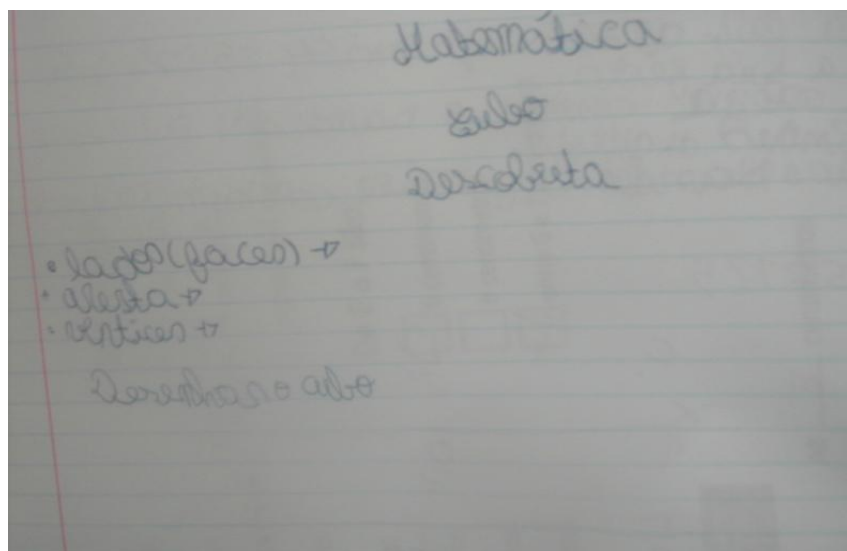 Matemática
Cubo
Descoberta
• lados (faces) →
• aresta →
• vértices →
Desenhar o cubo